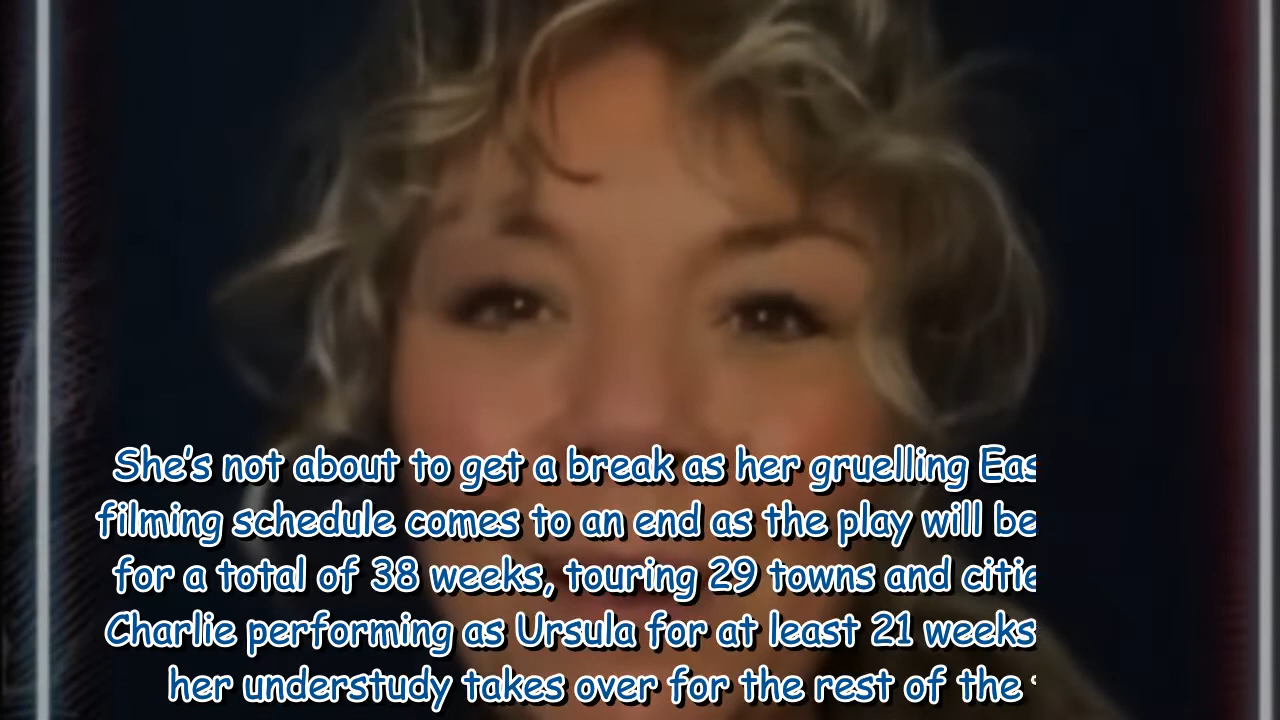 She's not about to get a break as her gruelling Eas
filming schedule comes to an end as the play will be
for a total of 38 weeks, touring 29 towns and citie
Charlie performing as Ursula for at least 21 weeks
her understudy takes over for the rest of the